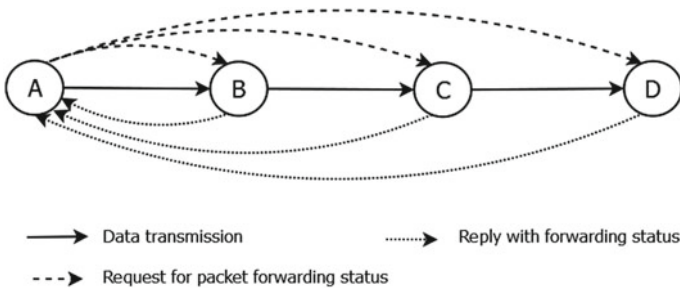 A B C D
Data transmission Reply with forwarding status
Request for packet forwarding status